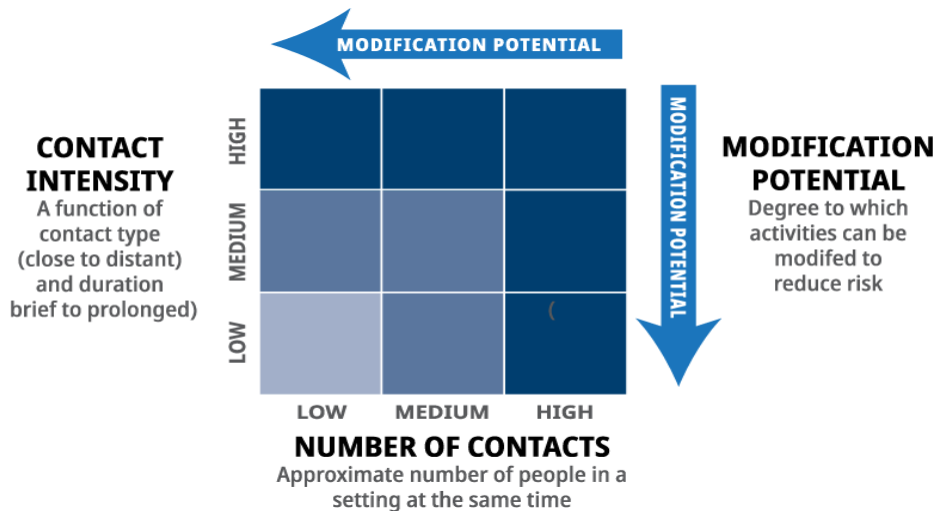 MODIFICATION POTENTIAL
CONTACT
INTENSITY
A function of
contact type
(close to distant)
and duration
brief to prolonged)
HIGH
MEDIUM
LOW
(
MODIFICATION POTENTIAL
MODIFICATION
POTENTIAL
Degree to which
activities can be
modifed to
reduce risk
LOW MEDIUM HIGH
NUMBER OF CONTACTS
Approximate number of people in a
setting at the same time